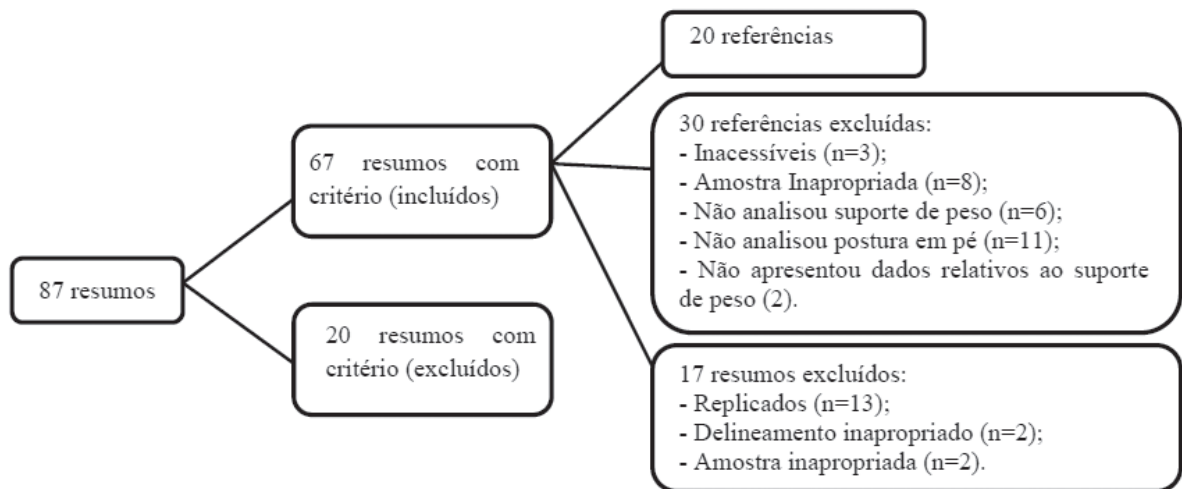 87 resumos
67 resumos com
critério (incluídos)
20 resumos com
critério (excluídos)
20 referências
30 referências excluídas:
- Inacessíveis (n=3);
- Amostra Inapropriada (n=8);
- Não analisou suporte de peso (n=6);
- Não analisou postura em pé (n=11);
- Não apresentou dados relativos ao suporte
de peso (2).
17 resumos excluídos:
- Replicados (n=13);
- Delineamento inapropriado (n=2);
- Amostra inapropriada (n=2).